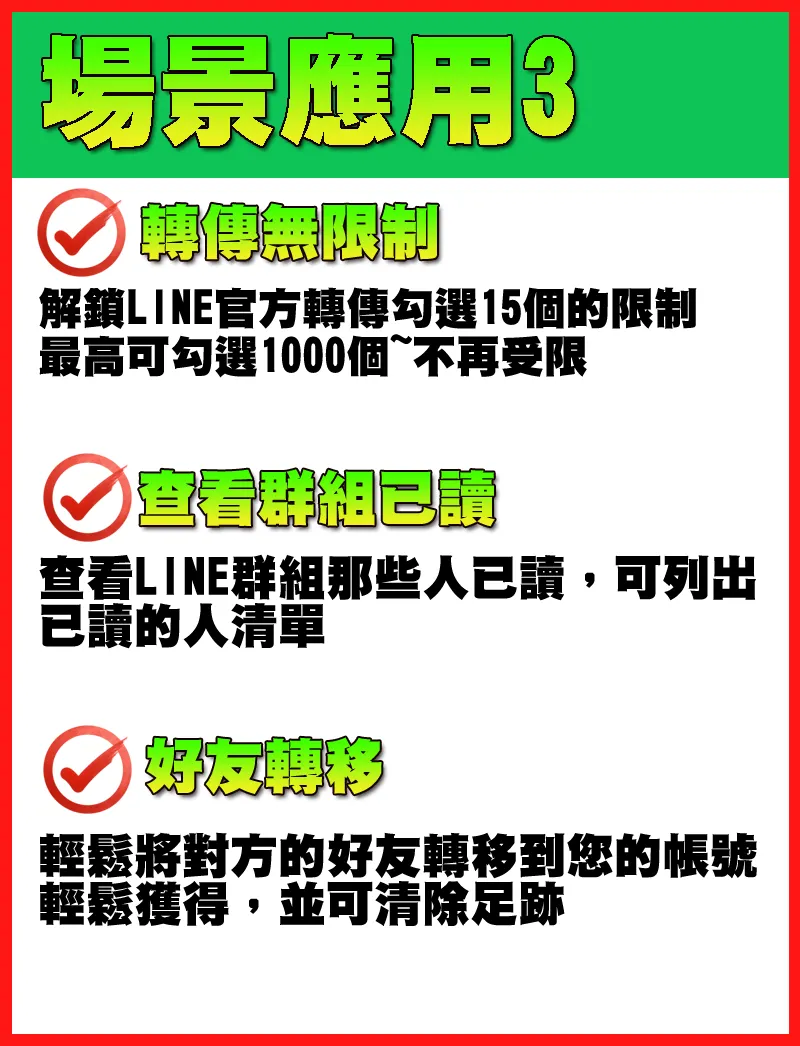 場景應用3
轉傳無限制
解鎖LINE官方轉傳勾選15個的限制
最高可勾選1000個~不再受限
查看群組已讀
查看LINE群組那些人已讀，可列出
已讀的人清單
好友轉移
輕鬆將對方的好友轉移到您的帳號
輕鬆獲得，並可清除足跡